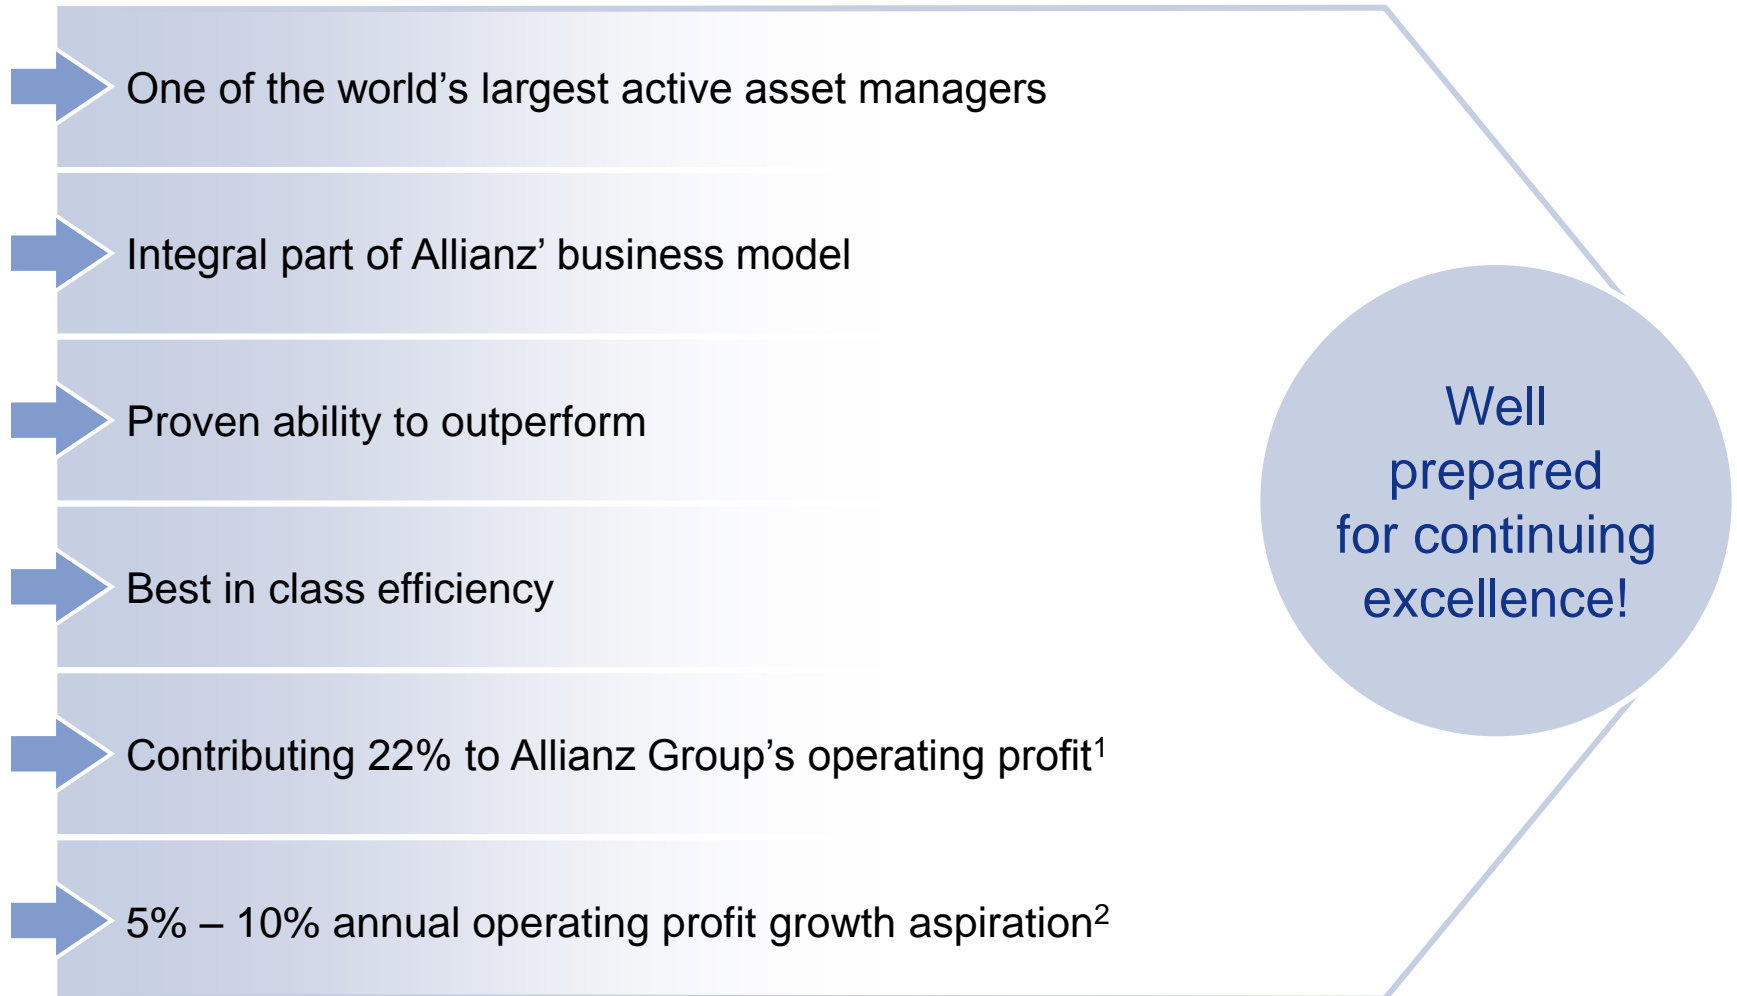 One of the world’s largest active asset managers
Integral part of Allianz’ business model
Proven ability to outperform
Best in class efficiency
Contributing 22% to Allianz Group’s operating profit¹
5% – 10% annual operating profit growth aspiration²
Well
prepared
for continuing
excellence!